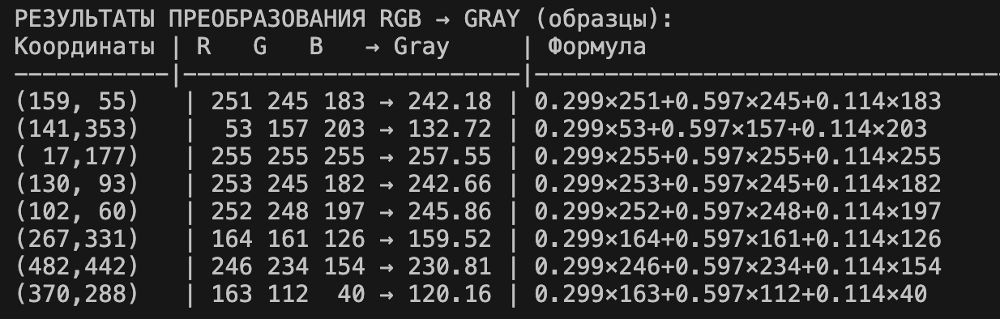 РЕЗУЛЬТАТЫ ПРЕОБРАЗОВАНИЯ RGB → GRAY (образцы):
Координаты | R   G   B   → Gray     | Формула
-----------|------------------------|---------------------------------
(159, 55)   | 251 245 183 → 242.18 | 0.299×251+0.597×245+0.114×183
(141,353)   |  53 157 203 → 132.72 | 0.299×53+0.597×157+0.114×203
( 17,177)   | 255 255 255 → 257.55 | 0.299×255+0.597×255+0.114×255
(130, 93)   | 253 245 182 → 242.66 | 0.299×253+0.597×245+0.114×182
(102, 60)   | 252 248 197 → 245.86 | 0.299×252+0.597×248+0.114×197
(267,331)   | 164 161 126 → 159.52 | 0.299×164+0.597×161+0.114×126
(482,442)   | 246 234 154 → 230.81 | 0.299×246+0.597×234+0.114×154
(370,288)   | 163 112  40 → 120.16 | 0.299×163+0.597×112+0.114×40